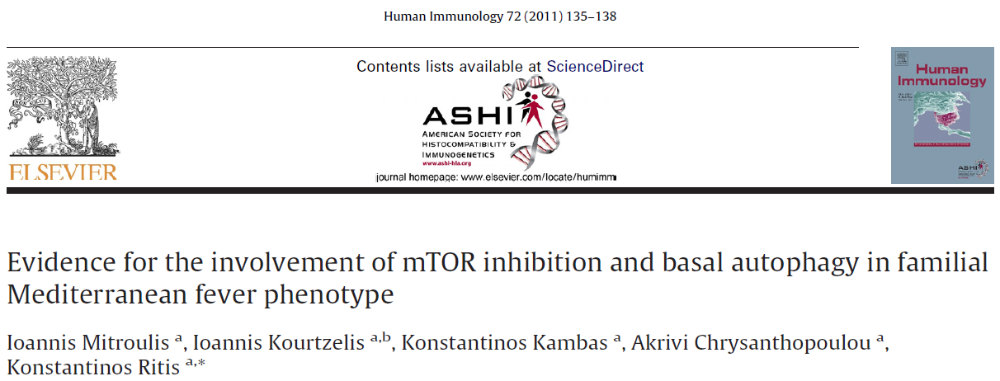 Human Immunology 72 (2011) 135–138
Contents lists available at ScienceDirect
ASHI
AMERICAN SOCIETY FOR
HISTOCOMPATIBILITY &
IMMUNOGENETICS
www.ashi-hla.org
journal homepage: www.elsevier.com/locate/humimm
ELSEVIER
Human
Immunology
ASHI
Evidence for the involvement of mTOR inhibition and basal autophagy in familial
Mediterranean fever phenotype
Ioannis Mitroulis ᵃ, Ioannis Kourtzelis ᵃ,ᵇ, Konstantinos Kambas ᵃ, Akrivi Chrysanthopoulou ᵃ,
Konstantinos Ritis ᵃ,*